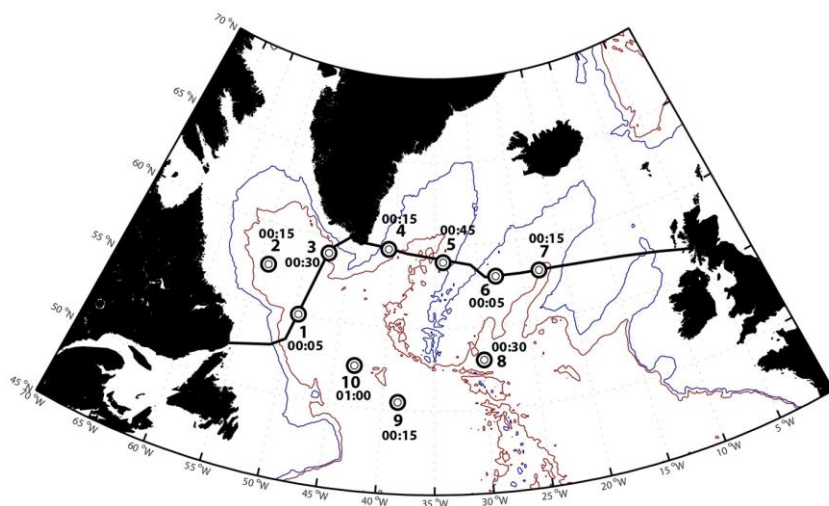 70 °N
65 °N
60 °N
55 °N
50 °N
45 °N
70 °W
65 °W
60 °W
55 °W
50 °W
45 °W
40 °W
35 °W
30 °W
25 °W
20 °W
15 °W
10 °W
5 °W
00:15
2
3
00:30
00:15
4
00:45
5
6
00:05
00:15
7
1
00:05
00:30
8
10
01:00
9
00:15